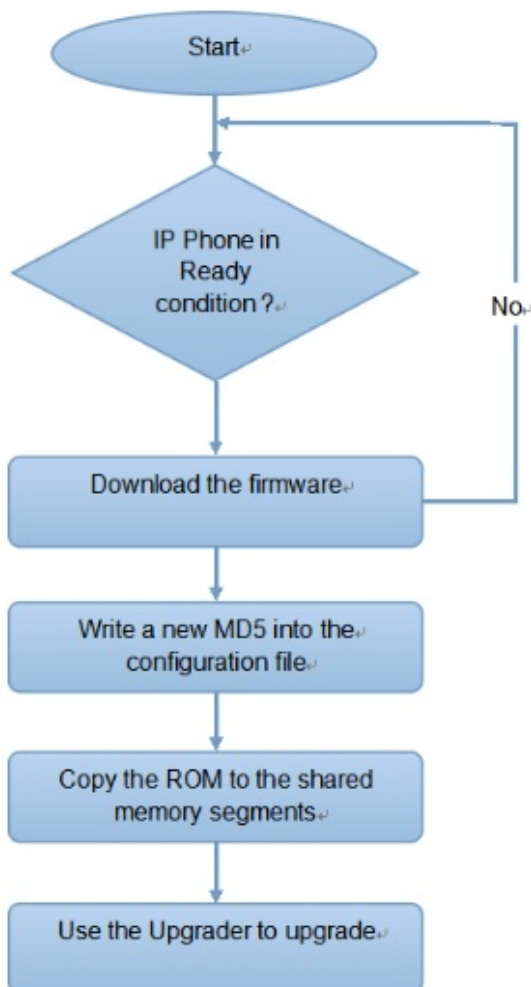 Start
IP Phone in
Ready
condition ?
No
Download the firmware
Write a new MD5 into the
configuration file
Copy the ROM to the shared
memory segments
Use the Upgrader to upgrade